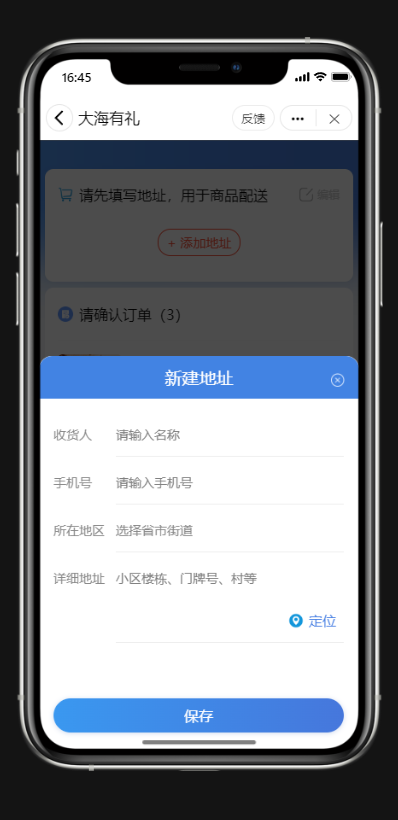 16:45
大海有礼
反馈
请先填写地址，用于商品配送
编辑
+ 添加地址
请确认订单（3）
新建地址
收货人 请输入名称
手机号 请输入手机号
所在地区 选择省市街道
详细地址 小区楼栋、门牌号、村等
定位
保存